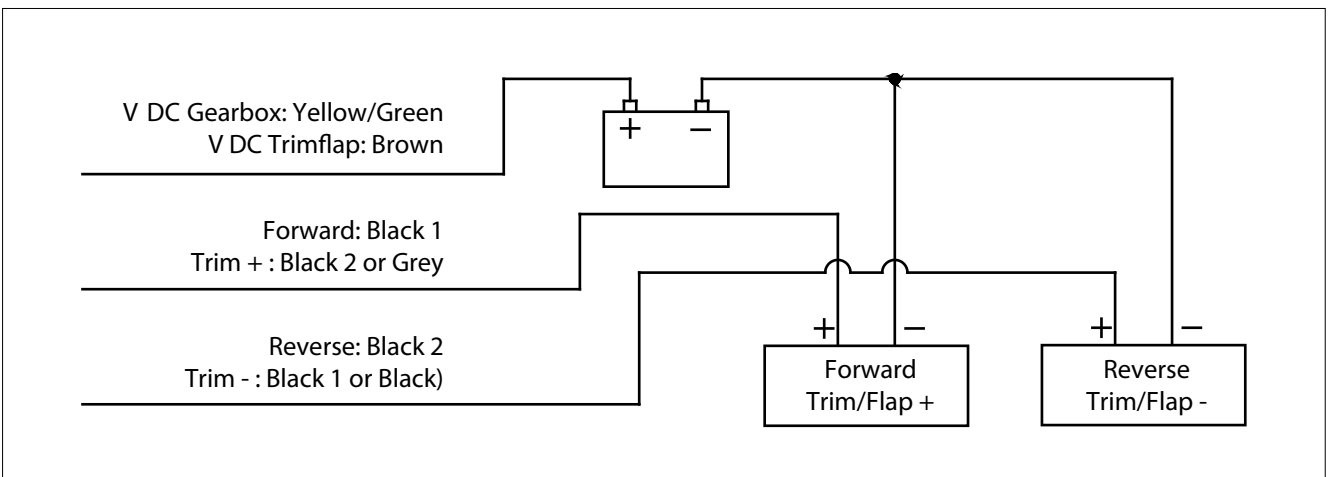 V DC Gearbox: Yellow/Green
V DC Trimflap: Brown
+ −
Forward: Black 1
Trim + : Black 2 or Grey
Reverse: Black 2
Trim - : Black 1 or Black)
+ −
Forward
Trim/Flap +
+ −
Reverse
Trim/Flap -